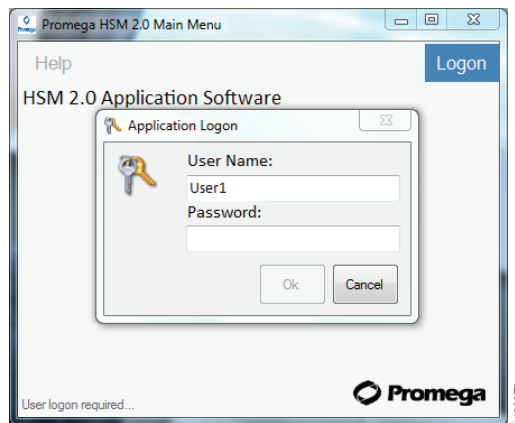 Promega HSM 2.0 Main Menu
Help Logon
HSM 2.0 Application Software
Application Logon
User Name:
User1
Password:
Ok Cancel
User logon required...
Promega